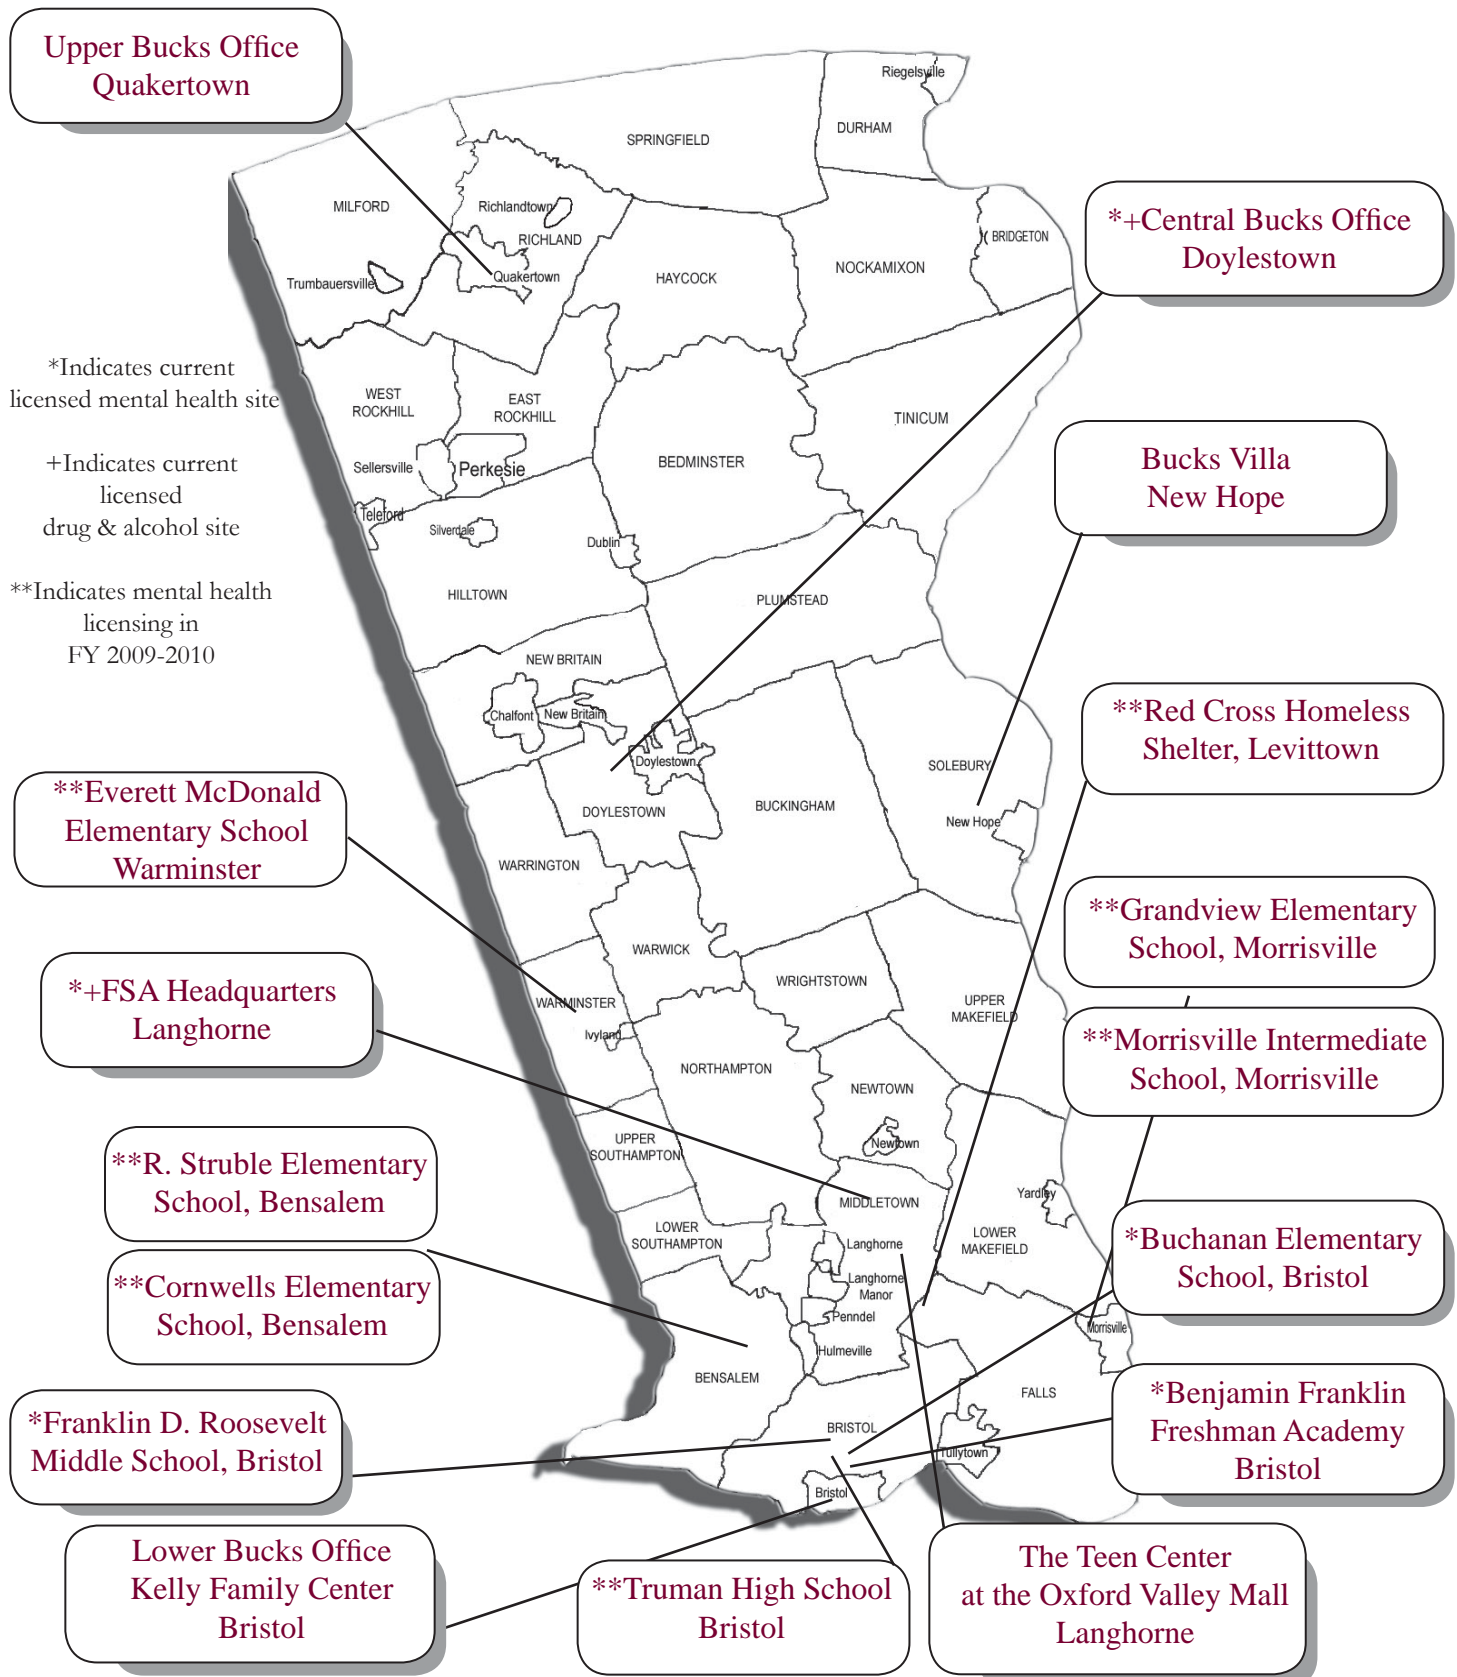 Upper Bucks Office
Quakertown
Riegelsville
DURHAM
SPRINGFIELD
MILFORD
Richlandtown
RICHLAND
Quakertown
Trumbauersville
HAYCOCK
NOCKAMIXON
BRIDGETON
*+Central Bucks Office
Doylestown
*Indicates current
licensed mental health site
+Indicates current
licensed
drug & alcohol site
**Indicates mental health
licensing in
FY 2009-2010
WEST
ROCKHILL
EAST
ROCKHILL
TINICUM
BEDMINSTER
Sellersville
Perkesie
Teleford
Silverdale
Dublin
HILLTOWN
PLUMSTEAD
Bucks Villa
New Hope
NEW BRITAIN
Chalfont
New Britain
Doylestown
DOYLESTOWN
BUCKINGHAM
SOLEBURY
New Hope
WARRINGTON
**Red Cross Homeless
Shelter, Levittown
**Everett McDonald
Elementary School
Warminster
**Grandview Elementary
School, Morrisville
WARWICK
WRIGHTSTOWN
UPPER
MAKEFIELD
WARMINSTER
Ivyland
*+FSA Headquarters
Langhorne
**Morrisville Intermediate
School, Morrisville
NORTHAMPTON
NEWTOWN
Newtown
UPPER
SOUTHAMPTON
**R. Struble Elementary
School, Bensalem
MIDDLETOWN
Yardley
LOWER
SOUTHAMPTON
Langhorne
LOWER
MAKEFIELD
*Buchanan Elementary
School, Bristol
**Cornwells Elementary
School, Bensalem
Langhorne
Manor
Penndel
Hulmeville
Morrisville
BENSALEM
FALLS
*Franklin D. Roosevelt
Middle School, Bristol
BRISTOL
Tullytown
Bristol
*Benjamin Franklin
Freshman Academy
Bristol
Lower Bucks Office
Kelly Family Center
Bristol
**Truman High School
Bristol
The Teen Center
at the Oxford Valley Mall
Langhorne